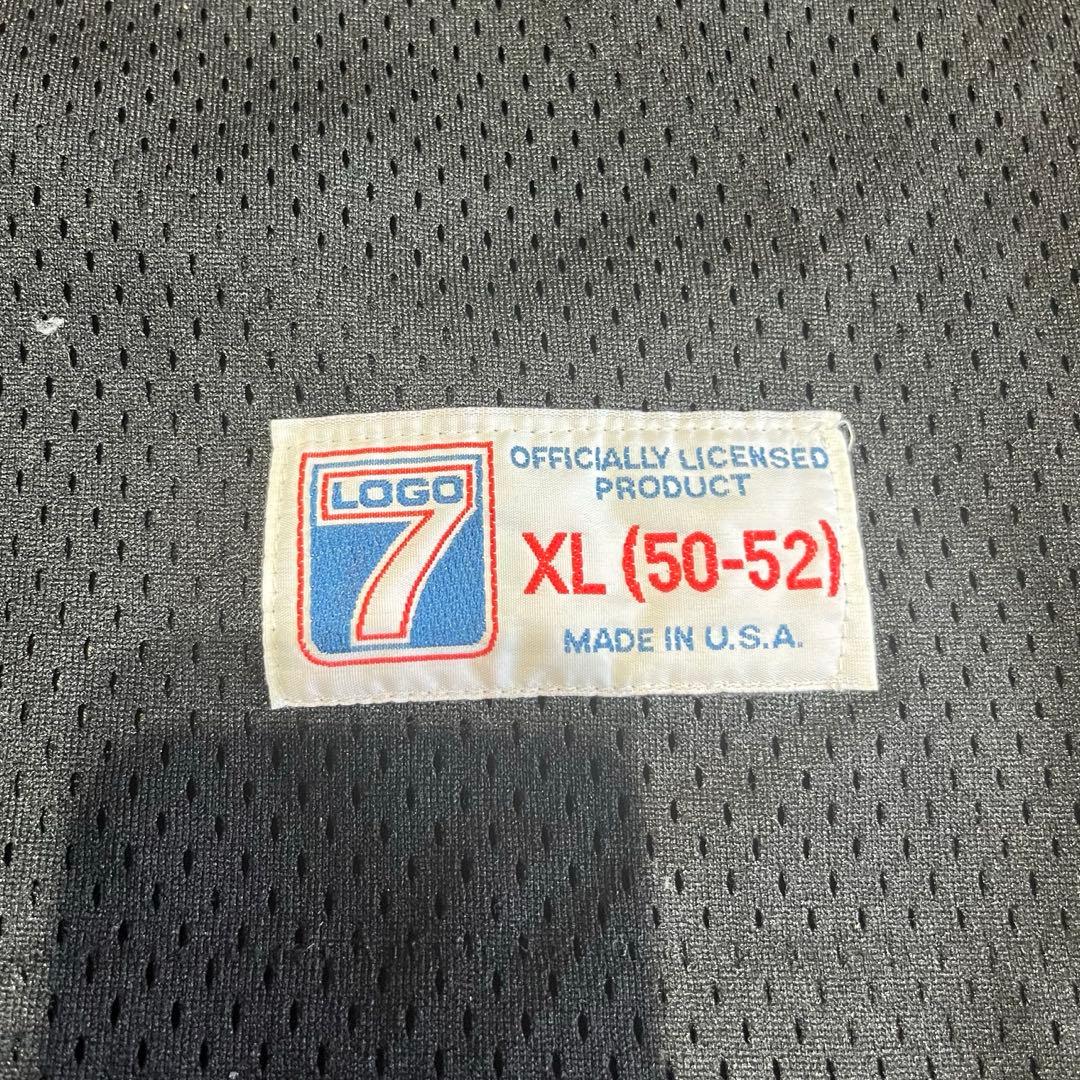 LOGO
7
OFFICIALLY LICENSED
PRODUCT
XL (50-52)
MADE IN U.S.A.